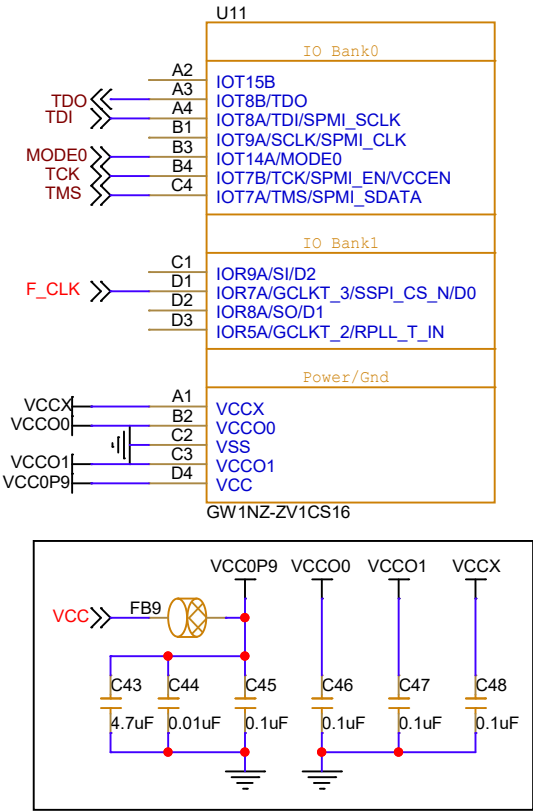 U11
IO Bank0
A2 IOT15B
TDO A3 IOT8B/TDO
TDI A4 IOT8A/TDI/SPMI_SCLK
B1 IOT9A/SCLK/SPMI_CLK
MODE0 B3 IOT14A/MODE0
TCK B4 IOT7B/TCK/SPMI_EN/VCCEN
TMS C4 IOT7A/TMS/SPMI_SDATA
IO Bank1
C1 IOR9A/SI/D2
F_CLK D1 IOR7A/GCLKT_3/SSPI_CS_N/D0
D2 IOR8A/SO/D1
D3 IOR5A/GCLKT_2/RPLL_T_IN
Power/Gnd
VCCX A1 VCCX
VCCO0 B2 VCCO0
C2 VSS
VCCO1 C3 VCCO1
VCC0P9 D4 VCC
GW1NZ-ZV1CS16
VCC0P9 VCCO0 VCCO1 VCCX
VCC FB9
C43 C44 C45 C46 C47 C48
4.7uF 0.01uF 0.1uF 0.1uF 0.1uF 0.1uF